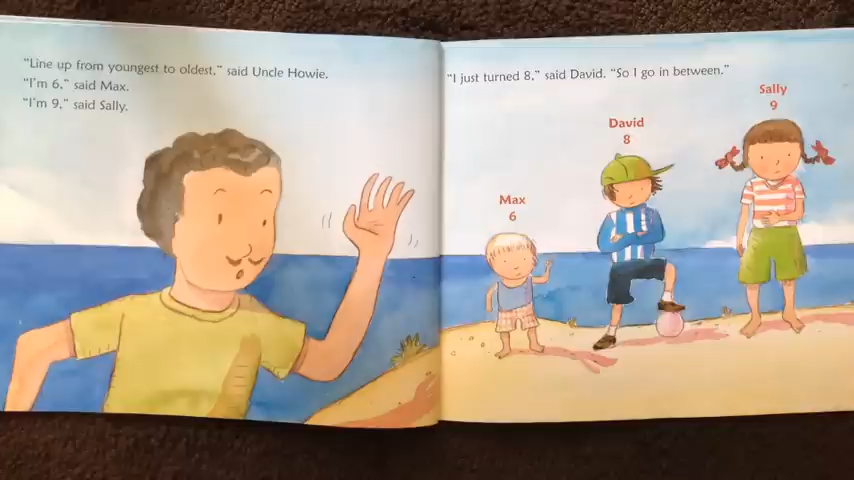 "Line up from youngest to oldest," said Uncle Howie.
"I'm 6," said Max.
"I'm 9," said Sally.
"I just turned 8," said David. "So I go in between."
Max
6
David
8
Sally
9